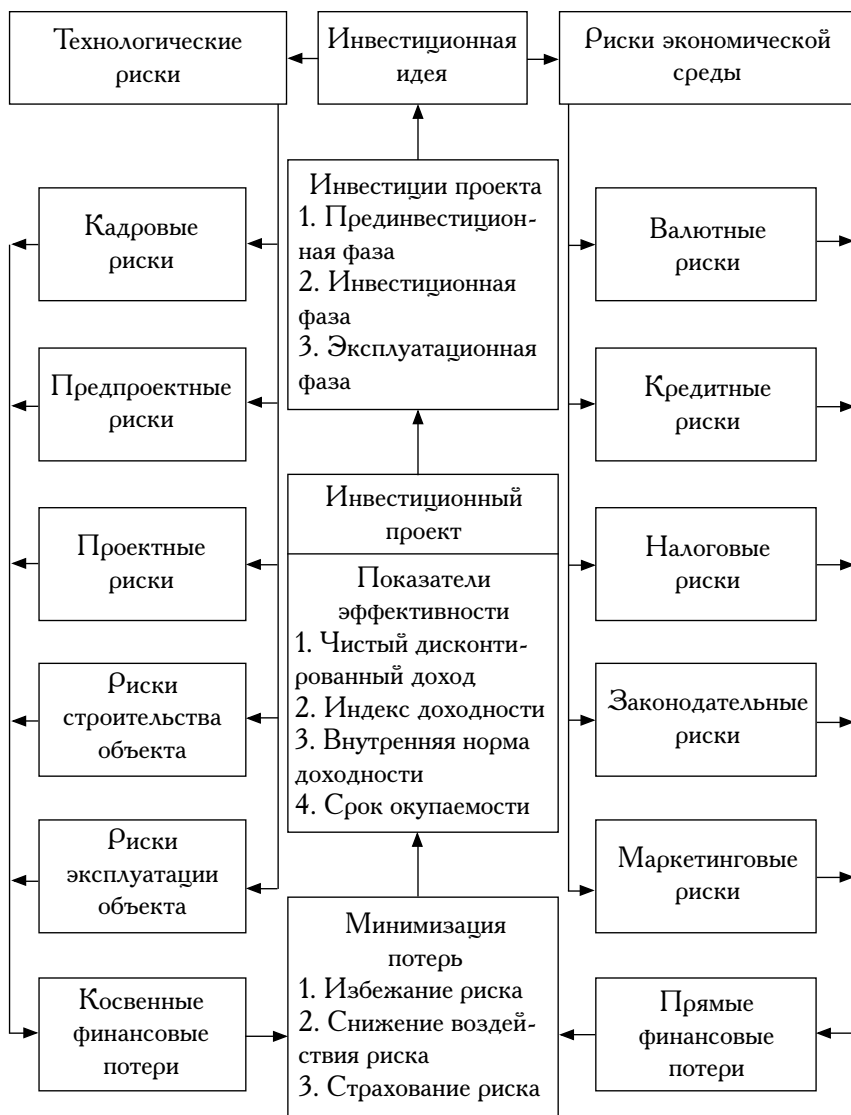 Технологические
риски
Инвестиционная
идея
Риски экономической
среды
Кадровые
риски
Инвестиции проекта
1. Прединвестицион-
ная фаза
2. Инвестиционная
фаза
3. Эксплуатационная
фаза
Валютные
риски
Предпроектные
риски
Кредитные
риски
Проектные
риски
Инвестиционный
проект
Показатели
эффективности
1. Чистый дисконти-
рованный доход
2. Индекс доходности
3. Внутренняя норма
доходности
4. Срок окупаемости
Налоговые
риски
Риски
строительства
объекта
Законодательные
риски
Риски
эксплуатации
объекта
Маркетинговые
риски
Косвенные
финансовые
потери
Минимизация
потерь
1. Избежание риска
2. Снижение воздей-
ствия риска
3. Страхование риска
Прямые
финансовые
потери